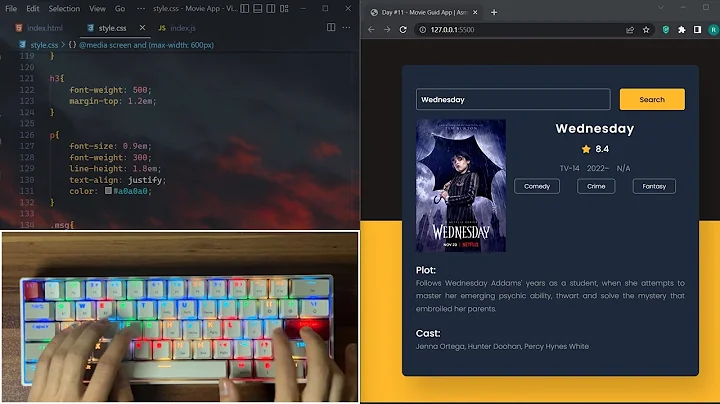 File Edit Selection View Go
style.css - Movie App - Vi...
index.html
style.css
index.js
style.css > {} @media screen and (max-width: 600px)
119 }
120
121 h3{
122 font-weight: 500;
123 margin-top: 1.2em;
124 }
125
126 p{
127 font-size: 0.9em;
128 font-weight: 300;
129 line-height: 1.8em;
130 text-align: justify;
131 color: #a0a0a0;
132 }
133
134 .msg{
Day #11 - Movie Guid App | Asm
127.0.0.1:5500
R
Wednesday
Search
TIM BURTON
WEDNESDAY
NOV 23 | NETFLIX
Wednesday
8.4
TV-14 2022– N/A
Comedy
Crime
Fantasy
Plot:
Follows Wednesday Addams' years as a student, when she attempts to
master her emerging psychic ability, thwart and solve the mystery that
embroiled her parents.
Cast:
Jenna Ortega, Hunter Doohan, Percy Hynes White